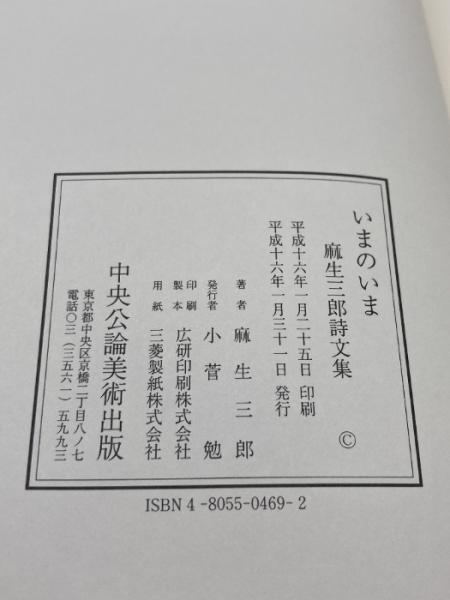 いまのいま
麻生三郎詩文集 ©
平成十六年一月二十五日 印刷
平成十六年一月三十一日 発行
著者 麻生三郎
発行者 小菅勉
印刷 製本 広研印刷株式会社
用紙 三菱製紙株式会社
中央公論美術出版
東京都中央区京橋二丁目八ノ七
電話〇三(三五六一)五九九三
ISBN4-8055-0469-2